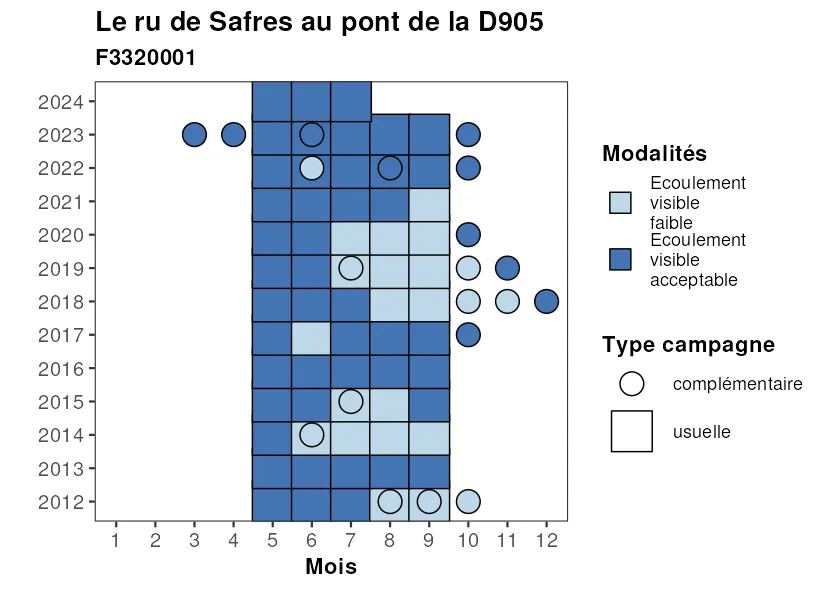 Le ru de Safres au pont de la D905
F3320001
2024
2023
2022
2021
2020
2019
2018
2017
2016
2015
2014
2013
2012
1 2 3 4 5 6 7 8 9 10 11 12
Mois
Modalités
Ecoulement
visible
faible
Ecoulement
visible
acceptable
Type campagne
complémentaire
usuelle